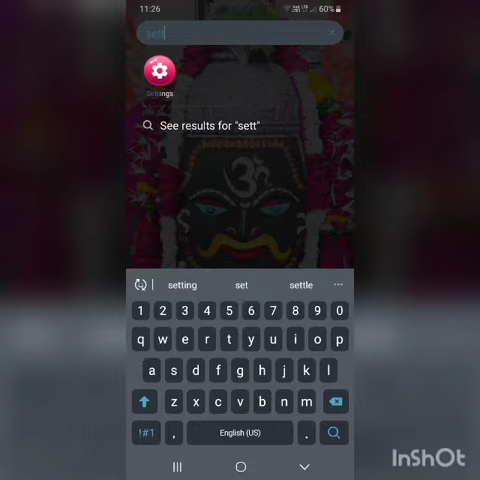 11:26
60%
sett
Settings
See results for "sett"
ॐ
setting set settle
1 2 3 4 5 6 7 8 9 0
q w e r t y u i o p
a s d f g h j k l
z x c v b n m
!#1 , English (US) .
InShOt